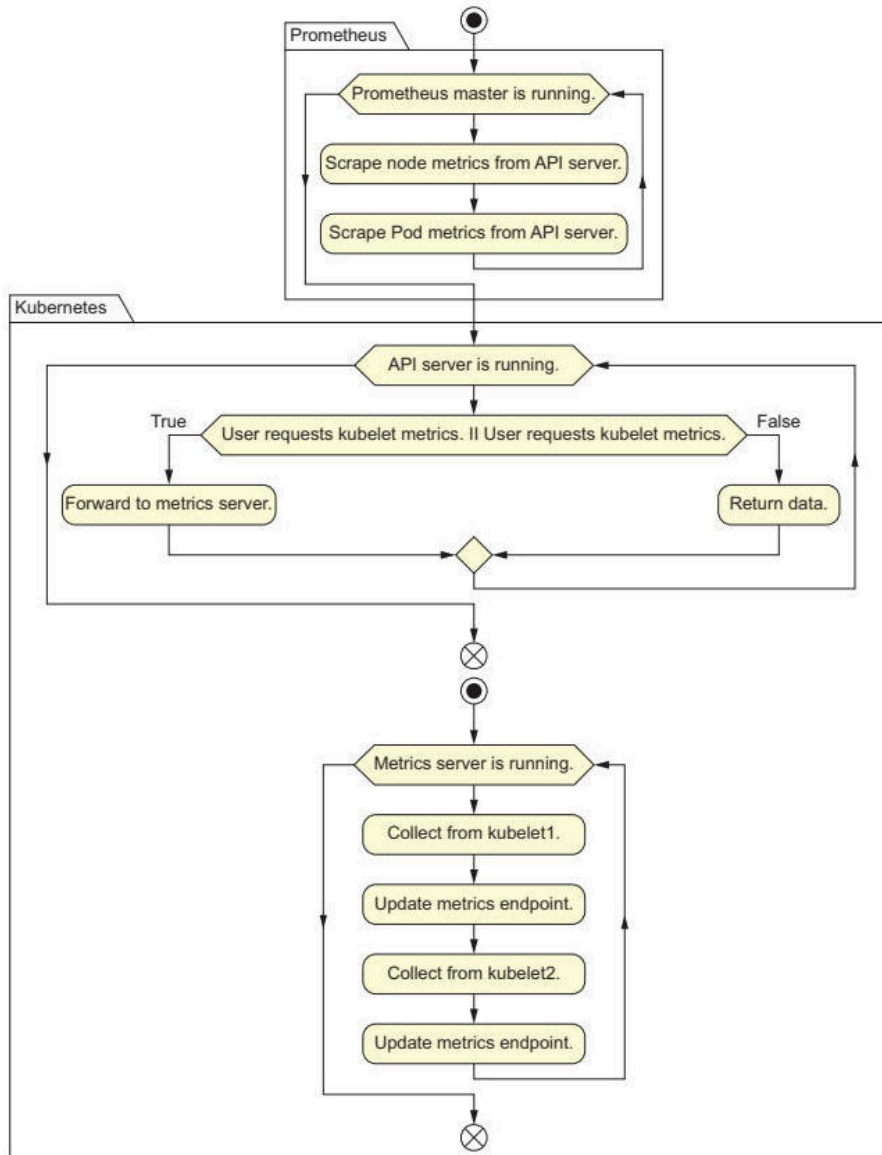 Prometheus
Prometheus master is running.
Scrape node metrics from API server.
Scrape Pod metrics from API server.
Kubernetes
API server is running.
True
User requests kubelet metrics. II User requests kubelet metrics.
False
Forward to metrics server.
Return data.
Metrics server is running.
Collect from kubelet1.
Update metrics endpoint.
Collect from kubelet2.
Update metrics endpoint.